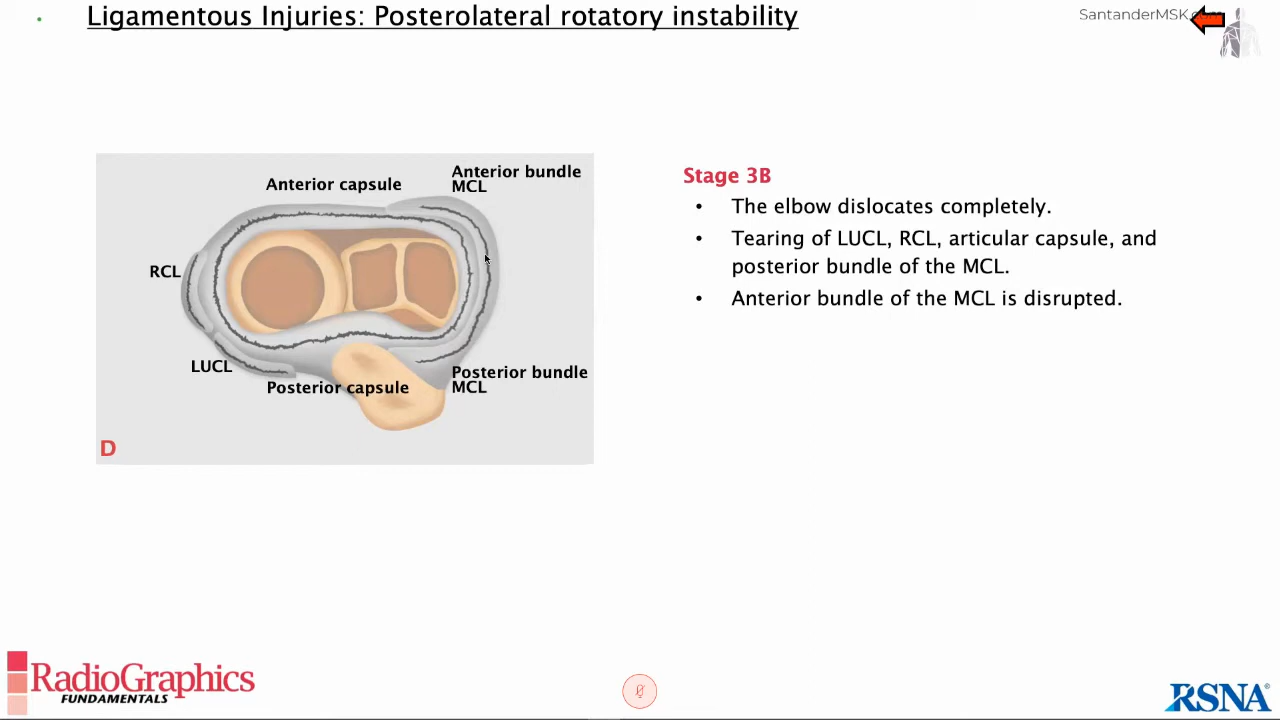 Ligamentous Injuries: Posterolateral rotatory instability
SantanderMSK.
Anterior capsule
Anterior bundle
MCL
RCL
LUCL
Posterior capsule
Posterior bundle
MCL
D
Stage 3B
• The elbow dislocates completely.
• Tearing of LUCL, RCL, articular capsule, and
posterior bundle of the MCL.
• Anterior bundle of the MCL is disrupted.
RadioGraphics
FUNDAMENTALS
RSNA®